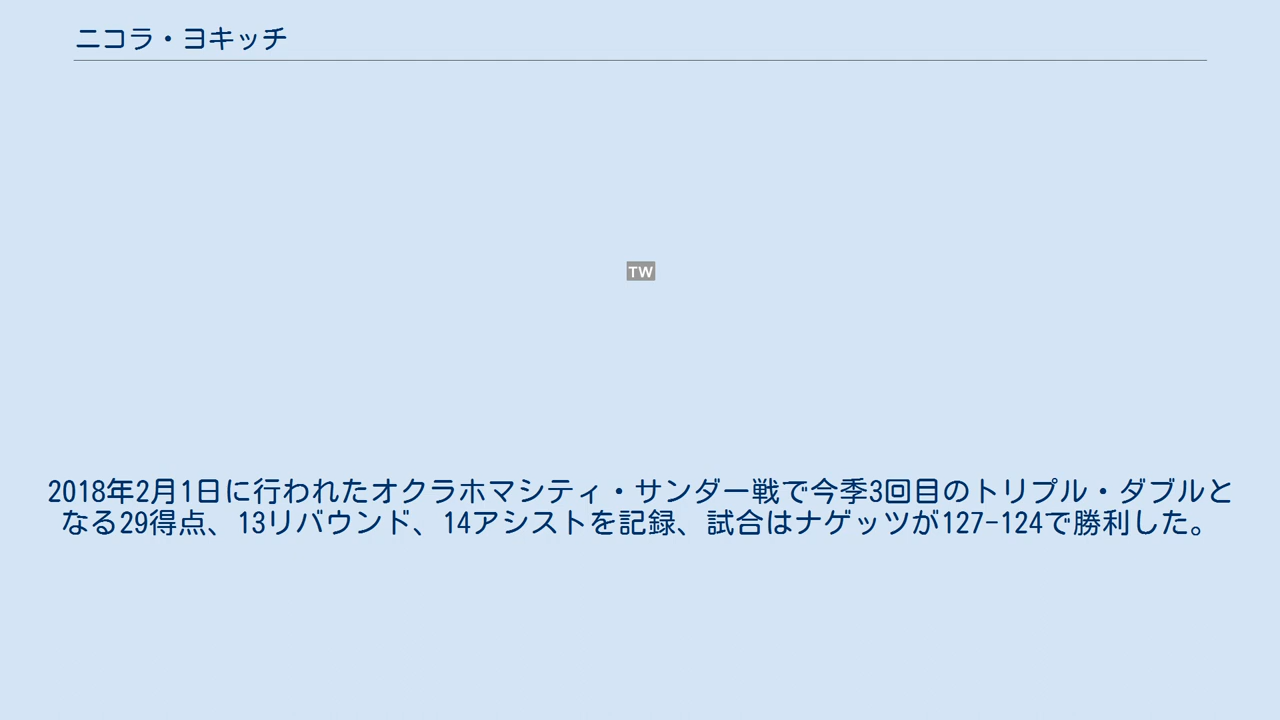 ニコラ・ヨキッチ
TW
2018年2月1日に行われたオクラホマシティ・サンダー戦で今季3回目のトリプル・ダブルと
なる29得点、13リバウンド、14アシストを記録、試合はナゲッツが127-124で勝利した。